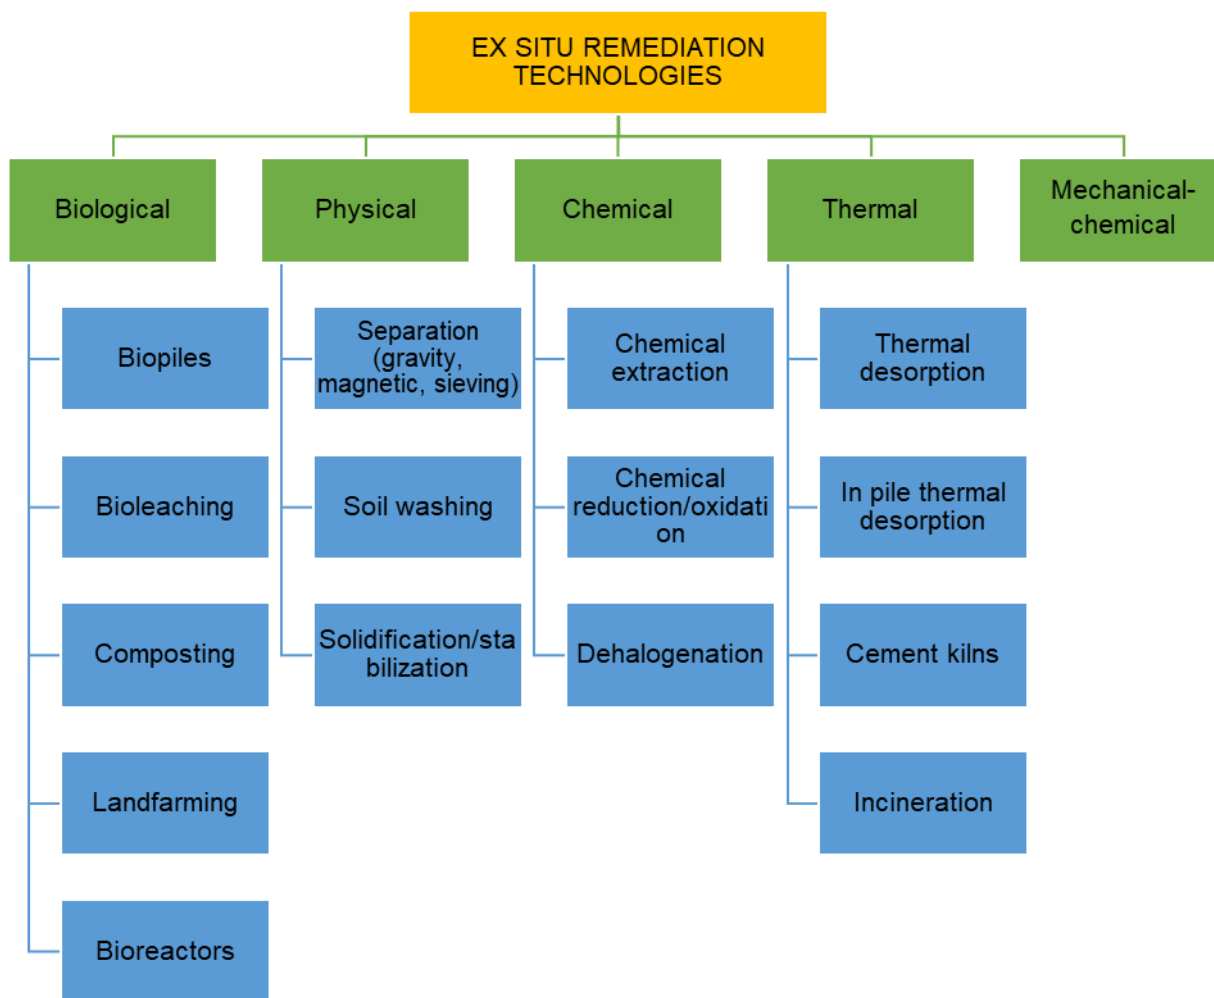 EX SITU REMEDIATION
TECHNOLOGIES
Biological
Physical
Chemical
Thermal
Mechanical-
chemical
Biopiles
Bioleaching
Composting
Landfarming
Bioreactors
Separation
(gravity,
magnetic, sieving)
Soil washing
Solidification/sta
bilization
Chemical
extraction
Chemical
reduction/oxidati
on
Dehalogenation
Thermal
desorption
In pile thermal
desorption
Cement kilns
Incineration